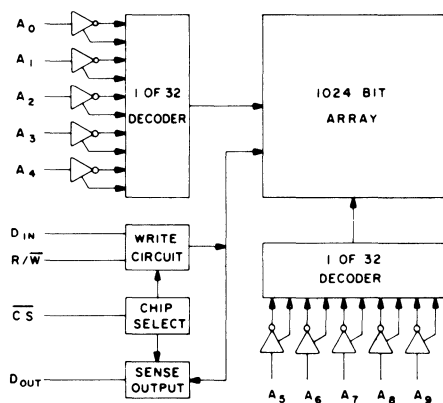 A0
A1
A2
A3
A4
1 OF 32
DECODER
1024 BIT
ARRAY
DIN
R/W̅
WRITE
CIRCUIT
C̅S̅
CHIP
SELECT
DOUT
SENSE
OUTPUT
1 OF 32
DECODER
A5 A6 A7 A8 A9